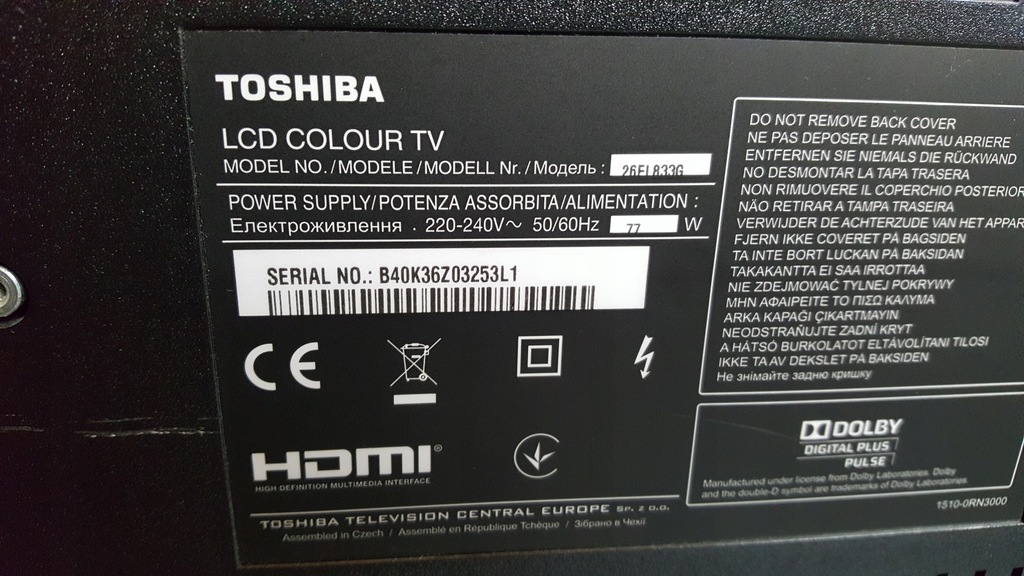 TOSHIBA
LCD COLOUR TV
MODEL NO./MODELE/MODELL Nr./Модель : 26EL833G
POWER SUPPLY/POTENZA ASSORBITA/ALIMENTATION :
Електроживлення . 220-240V~ 50/60Hz 77 W
SERIAL NO.: B40K36Z03253L1
CE
HDMI®
HIGH DEFINITION MULTIMEDIA INTERFACE
TOSHIBA TELEVISION CENTRAL EUROPE Sp. z o.o.
Assembled in Czech / Assemblé en République Tchèque / Зібрано в Чехії
DO NOT REMOVE BACK COVER
NE PAS DEPOSER LE PANNEAU ARRIERE
ENTFERNEN SIE NIEMALS DIE RÜCKWAND
NO DESMONTAR LA TAPA TRASERA
NON RIMUOVERE IL COPERCHIO POSTERIOR
NÃO RETIRAR A TAMPA TRASEIRA
VERWIJDER DE ACHTERZUDE VAN HET APPAR
FJERN IKKE COVERET PÅ BAGSIDEN
TA INTE BORT LUCKAN PÅ BAKSIDAN
TAKAKANTTA EI SAA IRROTTAA
NIE ZDEJMOWAĆ TYLNEJ POKRYWY
ΜΗΝ ΑΦΑΙΡΕΙΤΕ ΤΟ ΠΙΣΩ ΚΑΛΥΜΑ
ARKA KAPAĞI ÇIKARTMAYIN
NEODSTRAŇUJTE ZADNÍ KRYT
A HÁTSÓ BURKOLATOT ELTÁVOLÍTANI TILOS!
IKKE TA AV DEKSLET PÅ BAKSIDEN
Не знімайте задню кришку
DOLBY
DIGITAL PLUS
PULSE
Manufactured under license from Dolby Laboratories. Dolby
and the double-D symbol are trademarks of Dolby Laboratories.
1510-0RN3000